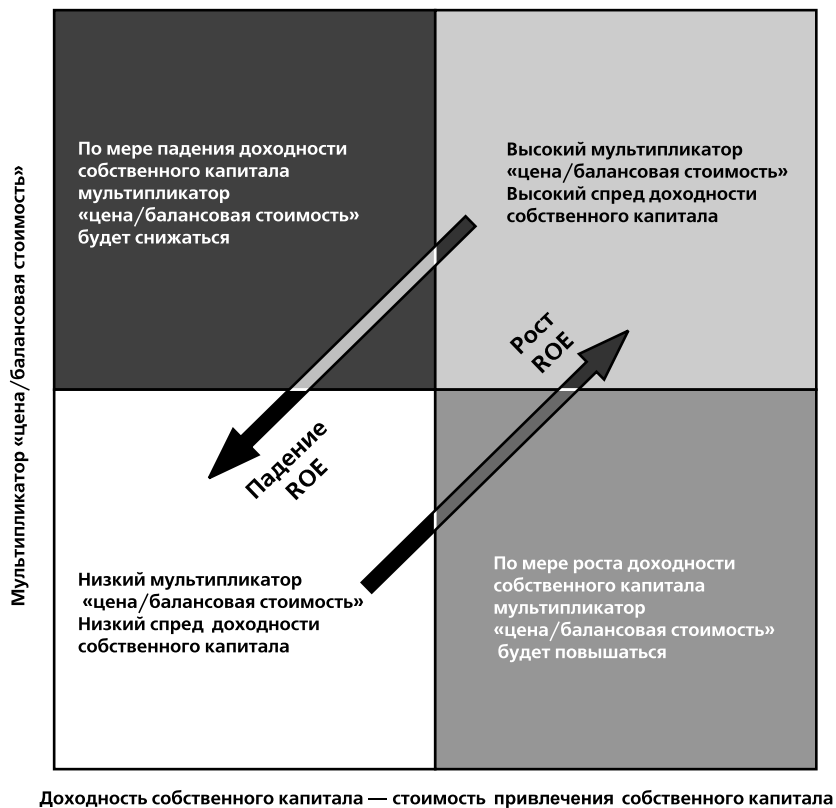 Мультипликатор «цена/балансовая стоимость»
По мере падения доходности
собственного капитала
мультипликатор
«цена/балансовая стоимость»
будет снижаться
Высокий мультипликатор
«цена/балансовая стоимость»
Высокий спред доходности
собственного капитала
Рост
ROE
Падение
ROE
Низкий мультипликатор
«цена/балансовая стоимость»
Низкий спред доходности
собственного капитала
По мере роста доходности
собственного капитала
мультипликатор
«цена/балансовая стоимость»
будет повышаться
Доходность собственного капитала — стоимость привлечения собственного капитала